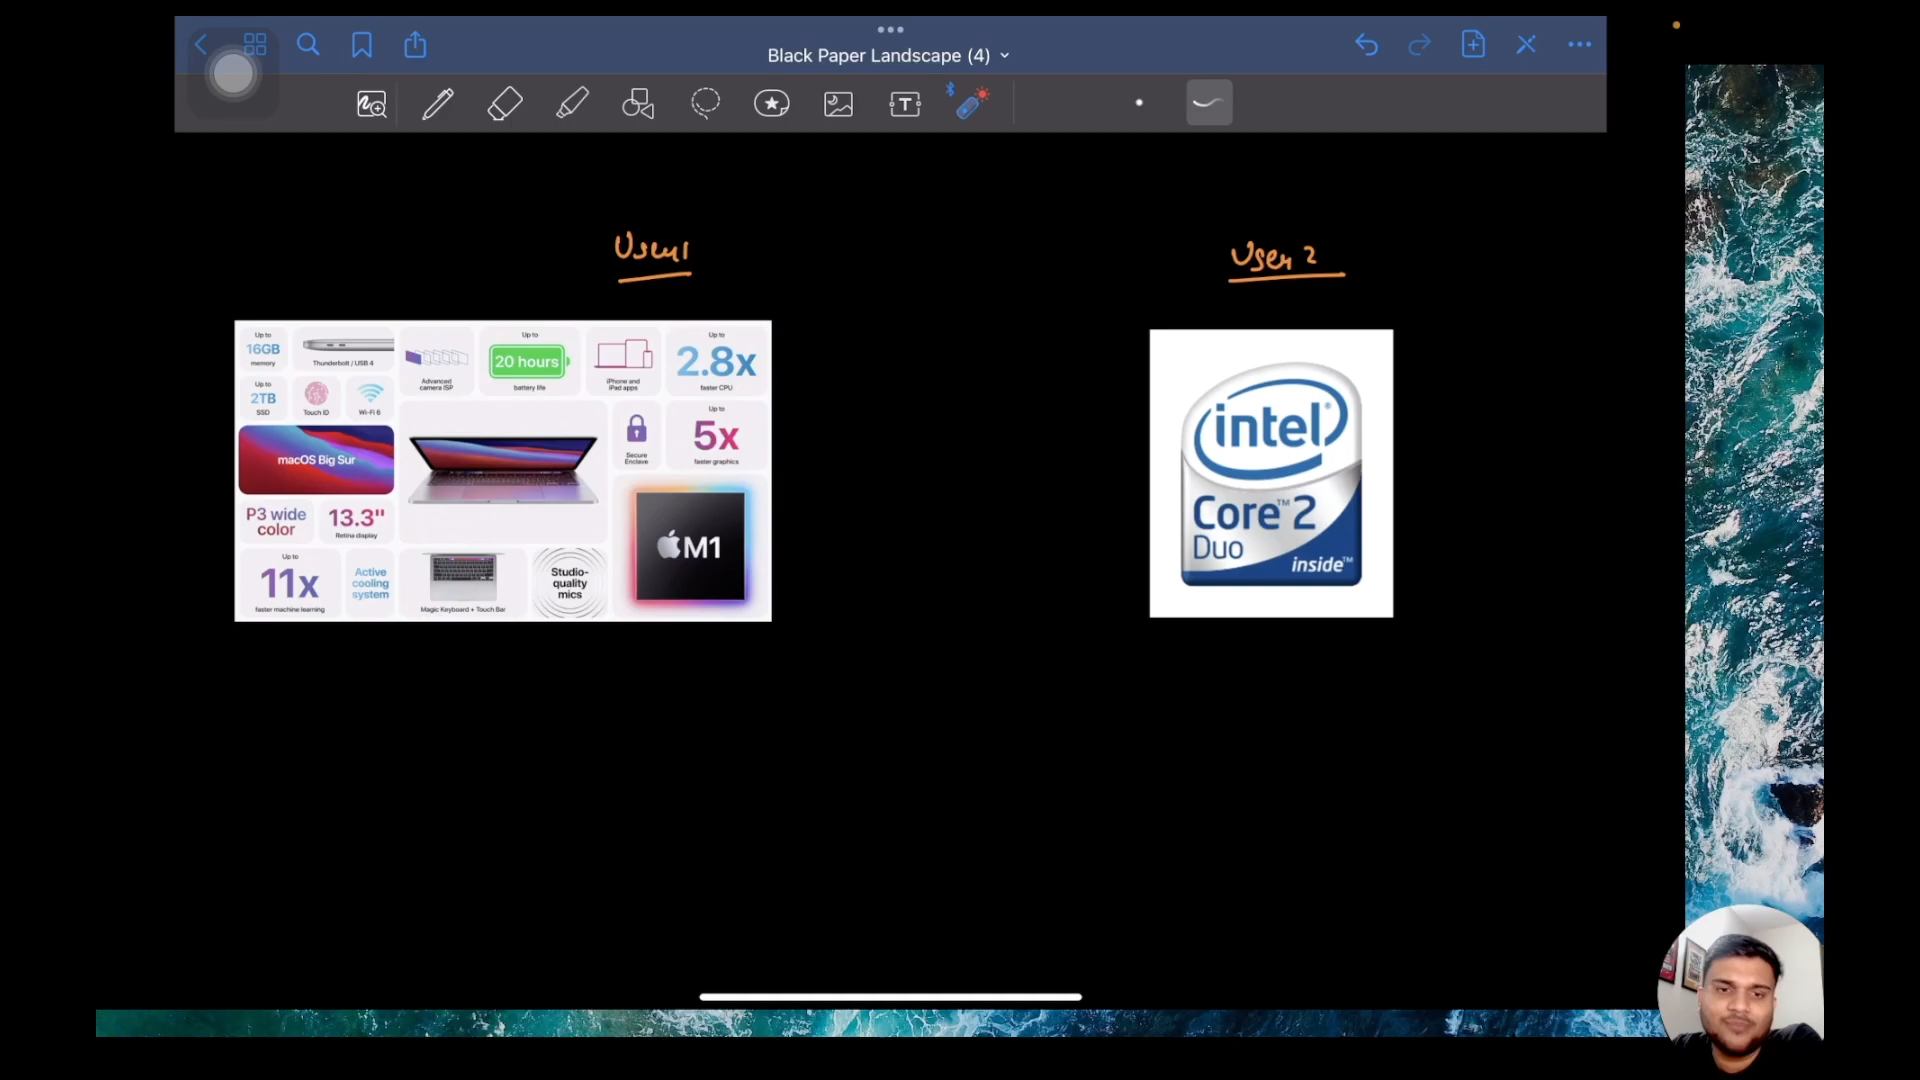 Black Paper Landscape (4)
User1
User 2
Up to
16GB
memory
Thunderbolt / USB 4
Up to
2TB
SSD
Touch ID
Wi-Fi 6
Advanced
camera ISP
Up to
20 hours
battery life
iPhone and
iPad apps
Up to
2.8x
faster CPU
macOS Big Sur
Secure
Enclave
Up to
5x
faster graphics
P3 wide
color
13.3"
Retina display
M1
Up to
11x
faster machine learning
Active
cooling
system
Magic Keyboard + Touch Bar
Studio-
quality
mics
intel®
Core™2
Duo
inside™